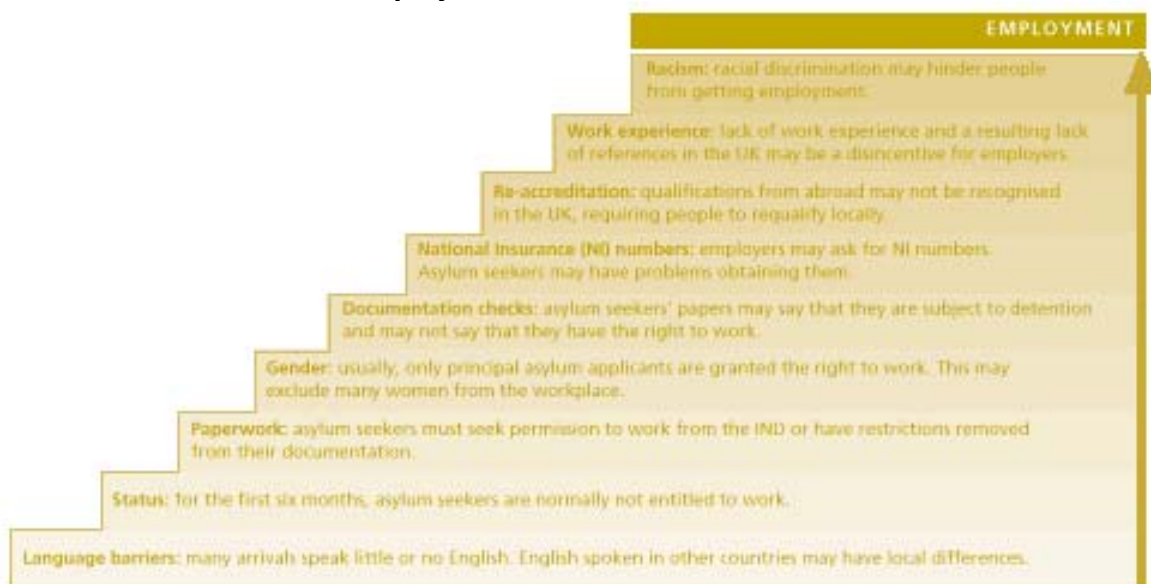 EMPLOYMENT
Racism: racial discrimination may hinder people
from getting employment.
Work experience: lack of work experience and a resulting lack
of references in the UK may be a disincentive for employers.
Re-accreditation: qualifications from abroad may not be recognised
in the UK, requiring people to requalify locally.
National Insurance (NI) numbers: employers may ask for NI numbers.
Asylum seekers may have problems obtaining them.
Documentation checks: asylum seekers' papers may say that they are subject to detention
and may not say that they have the right to work.
Gender: usually, only principal asylum applicants are granted the right to work. This may
exclude many women from the workplace.
Paperwork: asylum seekers must seek permission to work from the IND or have restrictions removed
from their documentation.
Status: for the first six months, asylum seekers are normally not entitled to work.
Language barriers: many arrivals speak little or no English. English spoken in other countries may have local differences.